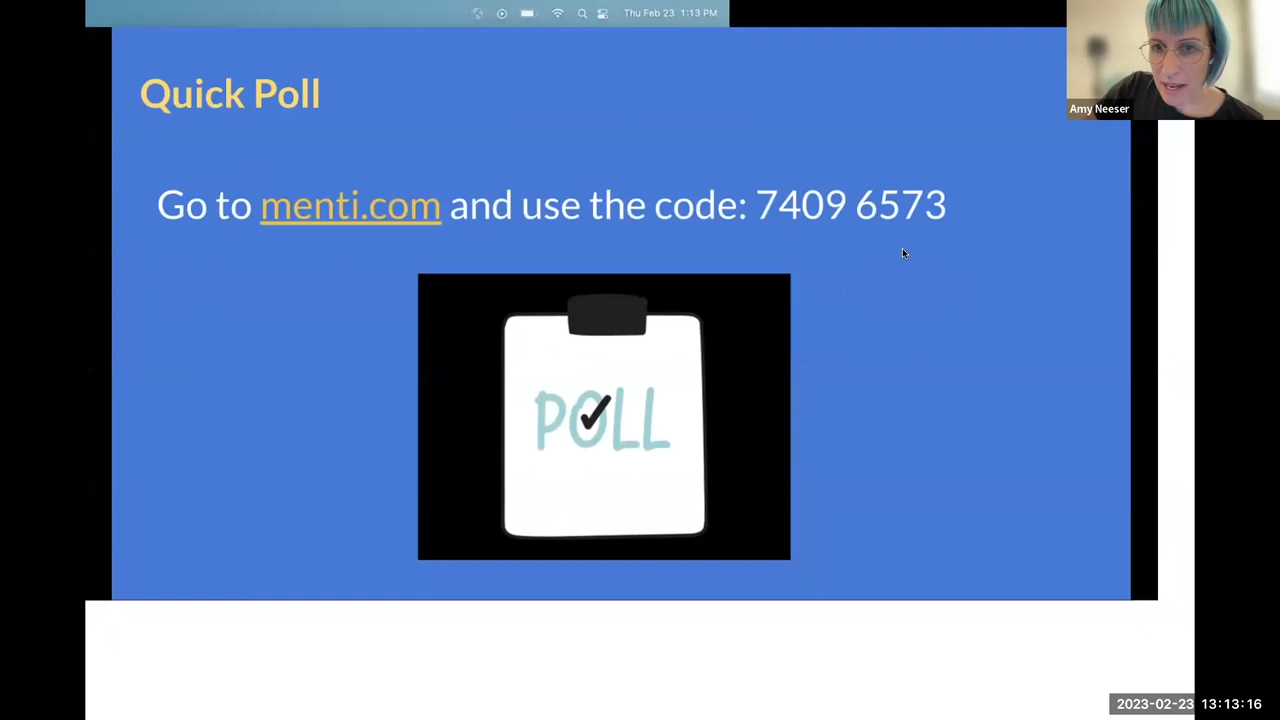 Thu Feb 23 1:13 PM
Quick Poll
Amy Neeser
Go to menti.com and use the code: 7409 6573
POLL
2023-02-23 13:13:16